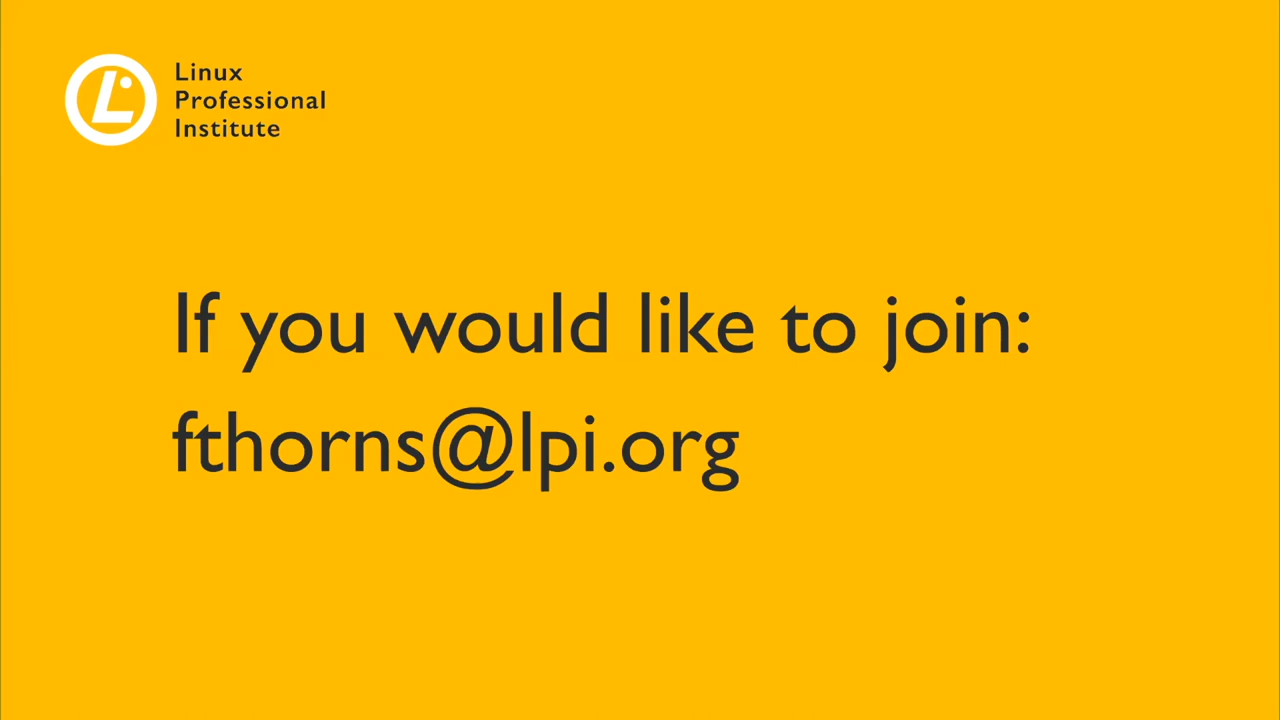 Linux
Professional
Institute
If you would like to join:
fthorns@lpi.org